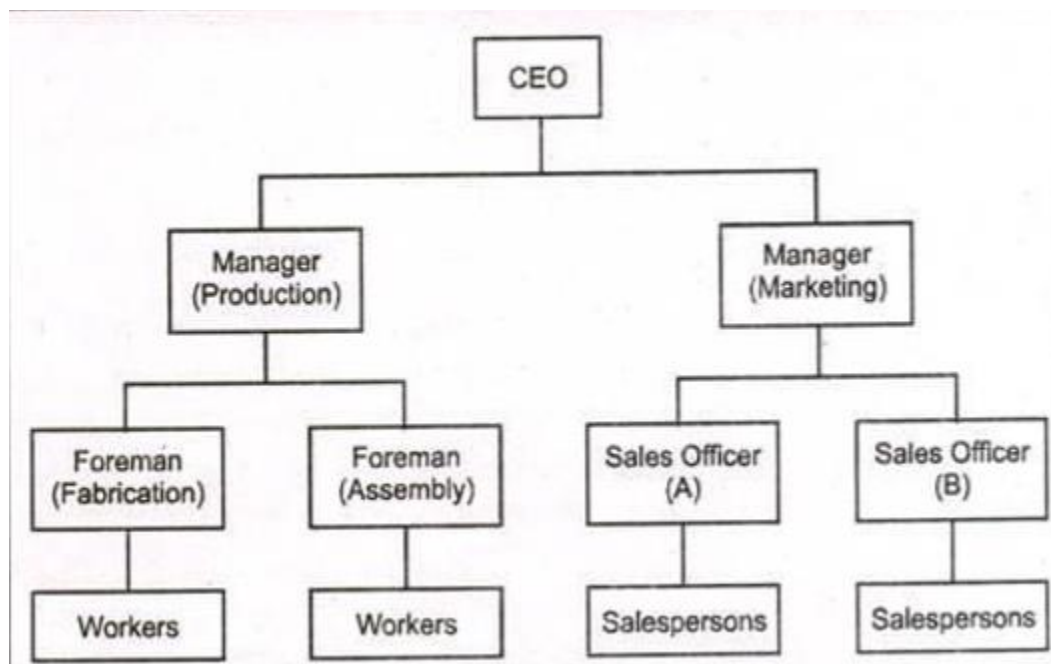 CEO
Manager
(Production)
Manager
(Marketing)
Foreman
(Fabrication)
Foreman
(Assembly)
Sales Officer
(A)
Sales Officer
(B)
Workers
Workers
Salespersons
Salespersons